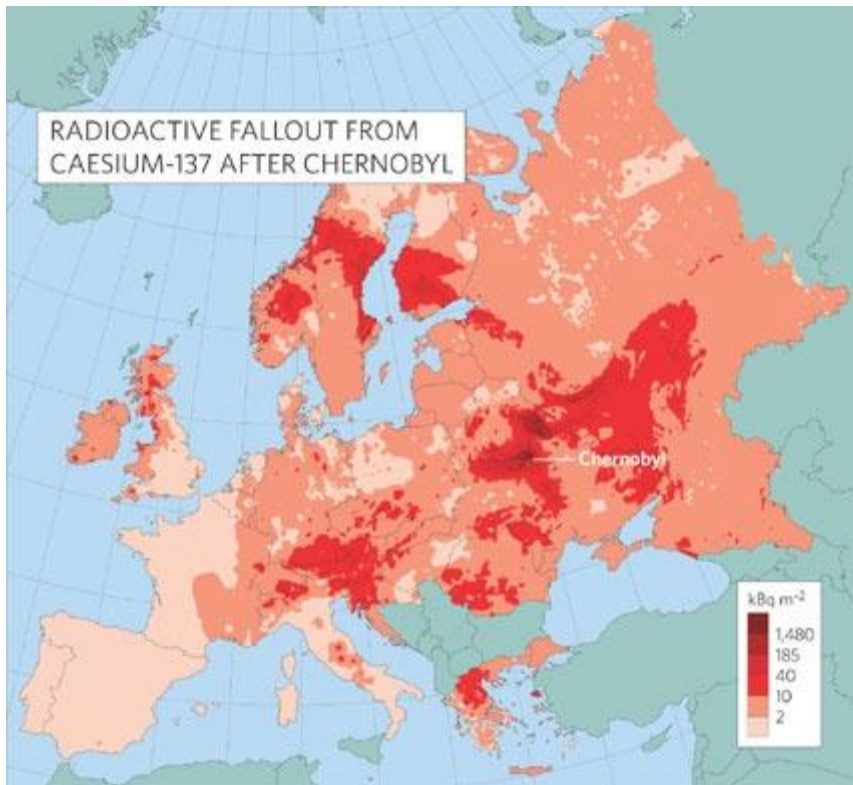 RADIOACTIVE FALLOUT FROM
CAESIUM-137 AFTER CHERNOBYL
Chernobyl
kBq m⁻²
1,480
185
40
10
2